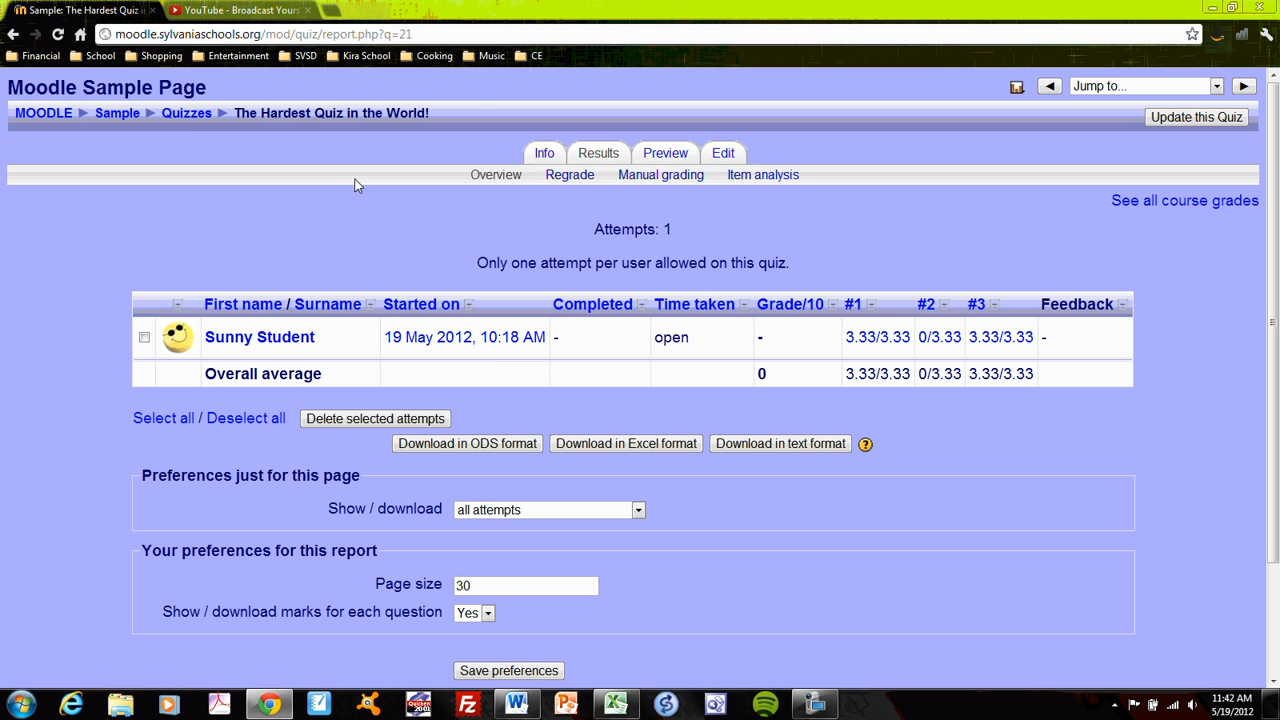 Sample: The Hardest Quiz i
YouTube - Broadcast Yours
moodle.sylvaniaschools.org/mod/quiz/report.php?q=21
Financial School Shopping Entertainment SVSD Kira School Cooking Music CE
Moodle Sample Page
Jump to...
MOODLE ► Sample ► Quizzes ► The Hardest Quiz in the World!
Update this Quiz
Info Results Preview Edit
Overview Regrade Manual grading Item analysis
See all course grades
Attempts: 1
Only one attempt per user allowed on this quiz.
First name / Surname Started on Completed Time taken Grade/10 #1 #2 #3 Feedback
Sunny Student 19 May 2012, 10:18 AM - open - 3.33/3.33 0/3.33 3.33/3.33 -
Overall average 0 3.33/3.33 0/3.33 3.33/3.33
Select all / Deselect all Delete selected attempts
Download in ODS format Download in Excel format Download in text format ?
Preferences just for this page
Show / download all attempts
Your preferences for this report
Page size 30
Show / download marks for each question Yes
Save preferences
11:42 AM
5/19/2012